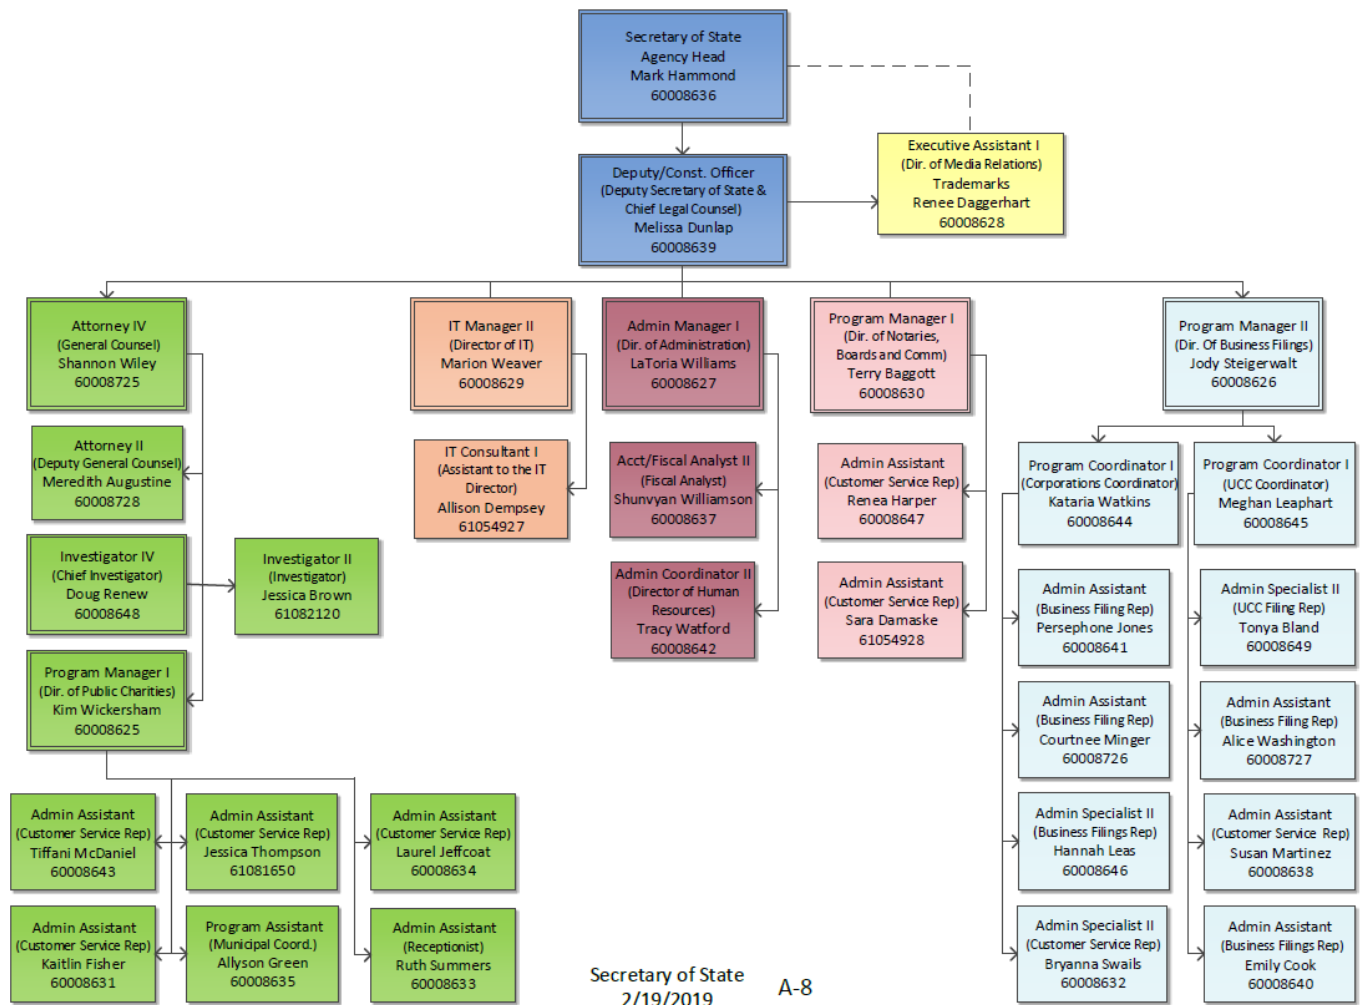 Secretary of State
Agency Head
Mark Hammond
60008636
Executive Assistant I
(Dir. of Media Relations)
Trademarks
Renee Daggerhart
60008628
Deputy/Const. Officer
(Deputy Secretary of State &
Chief Legal Counsel)
Melissa Dunlap
60008639
Attorney IV
(General Counsel)
Shannon Wiley
60008725
IT Manager II
(Director of IT)
Marion Weaver
60008629
Admin Manager I
(Dir. of Administration)
LaToria Williams
60008627
Program Manager I
(Dir. of Notaries,
Boards and Comm)
Terry Baggott
60008630
Program Manager II
(Dir. Of Business Filings)
Jody Steigerwalt
60008626
Attorney II
(Deputy General Counsel)
Meredith Augustine
60008728
IT Consultant I
(Assistant to the IT
Director)
Allison Dempsey
61054927
Acct/Fiscal Analyst II
(Fiscal Analyst)
Shunvyan Williamson
60008637
Admin Assistant
(Customer Service Rep)
Renea Harper
60008647
Program Coordinator I
(Corporations Coordinator)
Kataria Watkins
60008644
Program Coordinator I
(UCC Coordinator)
Meghan Leaphart
60008645
Investigator IV
(Chief Investigator)
Doug Renew
60008648
Investigator II
(Investigator)
Jessica Brown
61082120
Admin Coordinator II
(Director of Human
Resources)
Tracy Watford
60008642
Admin Assistant
(Customer Service Rep)
Sara Damaske
61054928
Admin Assistant
(Business Filing Rep)
Persephone Jones
60008641
Admin Specialist II
(UCC Filing Rep)
Tonya Bland
60008649
Program Manager I
(Dir. of Public Charities)
Kim Wickersham
60008625
Admin Assistant
(Business Filing Rep)
Courtnee Minger
60008726
Admin Assistant
(Business Filing Rep)
Alice Washington
60008727
Admin Assistant
(Customer Service Rep)
Tiffani McDaniel
60008643
Admin Assistant
(Customer Service Rep)
Jessica Thompson
61081650
Admin Assistant
(Customer Service Rep)
Laurel Jeffcoat
60008634
Admin Specialist II
(Business Filings Rep)
Hannah Leas
60008646
Admin Assistant
(Customer Service Rep)
Susan Martinez
60008638
Admin Assistant
(Customer Service Rep)
Kaitlin Fisher
60008631
Program Assistant
(Municipal Coord.)
Allyson Green
60008635
Admin Assistant
(Receptionist)
Ruth Summers
60008633
Admin Specialist II
(Customer Service Rep)
Bryanna Swails
60008632
Admin Assistant
(Business Filings Rep)
Emily Cook
60008640
Secretary of State
2/19/2019
A-8